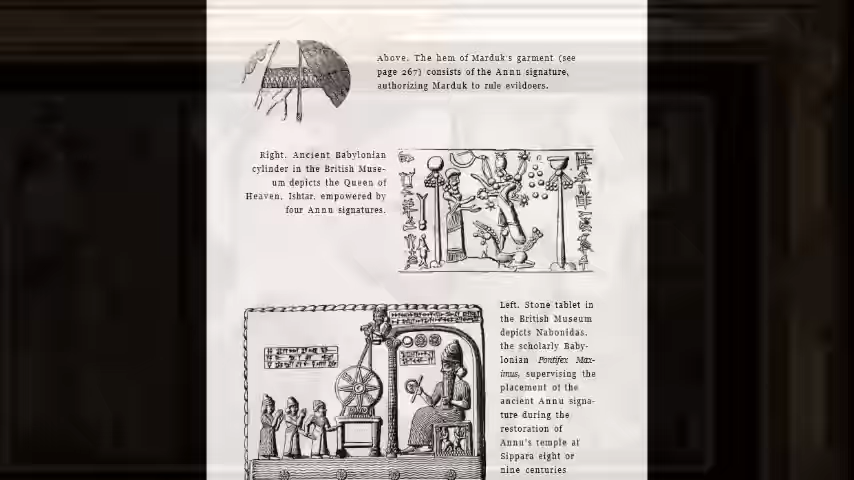 Above. The hem of Marduk's garment (see
page 267) consists of the Annu signature,
authorizing Marduk to rule evildoers.
Right. Ancient Babylonian
cylinder in the British Muse-
um depicts the Queen of
Heaven, Ishtar, empowered by
four Annu signatures.
Left. Stone tablet in
the British Museum
depicts Nabonidas,
the scholarly Baby-
lonian Pontifex Max-
imus, supervising the
placement of the
ancient Annu signa-
ture during the
restoration of
Annu's temple at
Sippara eight or
nine centuries